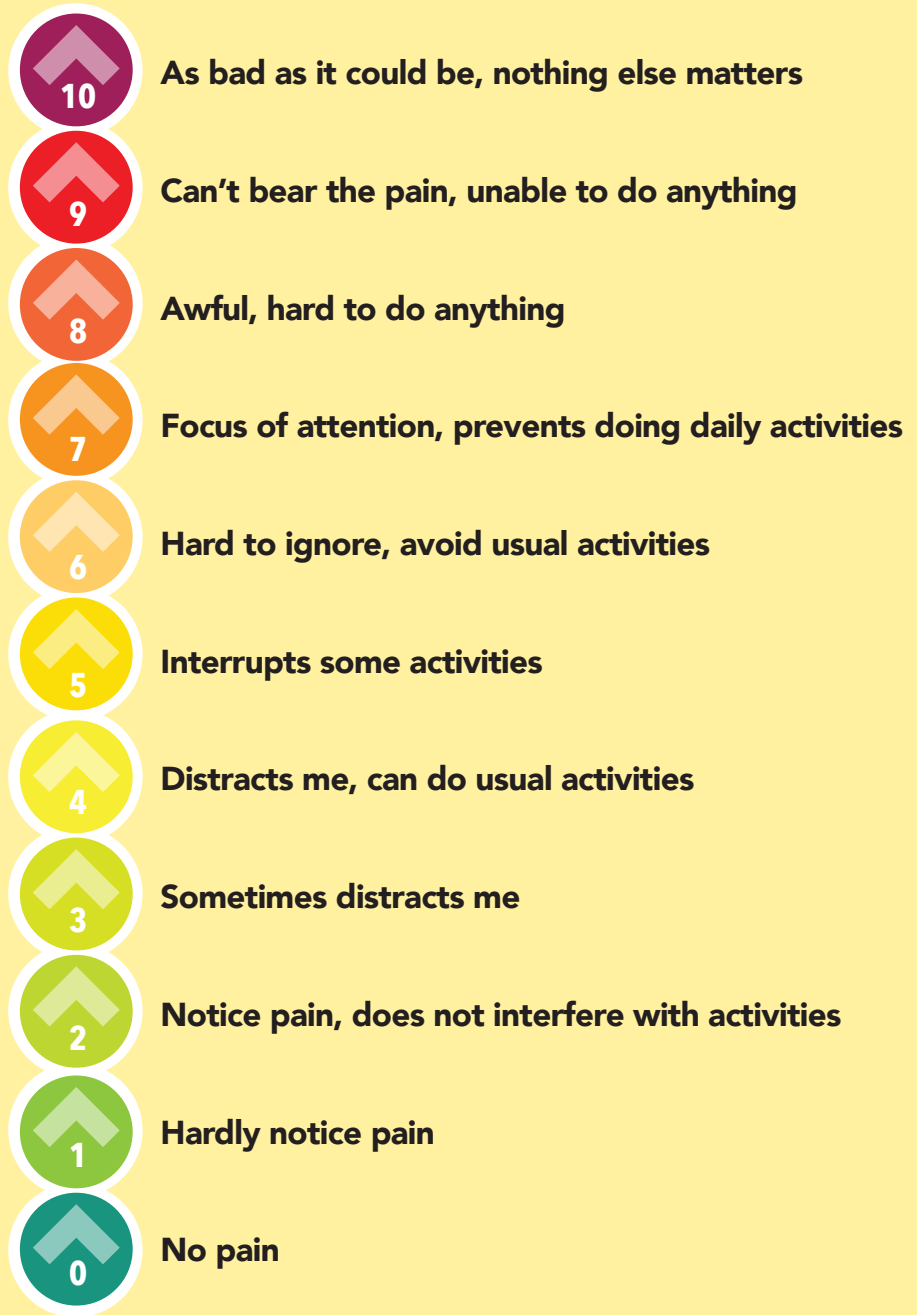 10 As bad as it could be, nothing else matters
9 Can't bear the pain, unable to do anything
8 Awful, hard to do anything
7 Focus of attention, prevents doing daily activities
6 Hard to ignore, avoid usual activities
5 Interrupts some activities
4 Distracts me, can do usual activities
3 Sometimes distracts me
2 Notice pain, does not interfere with activities
1 Hardly notice pain
0 No pain